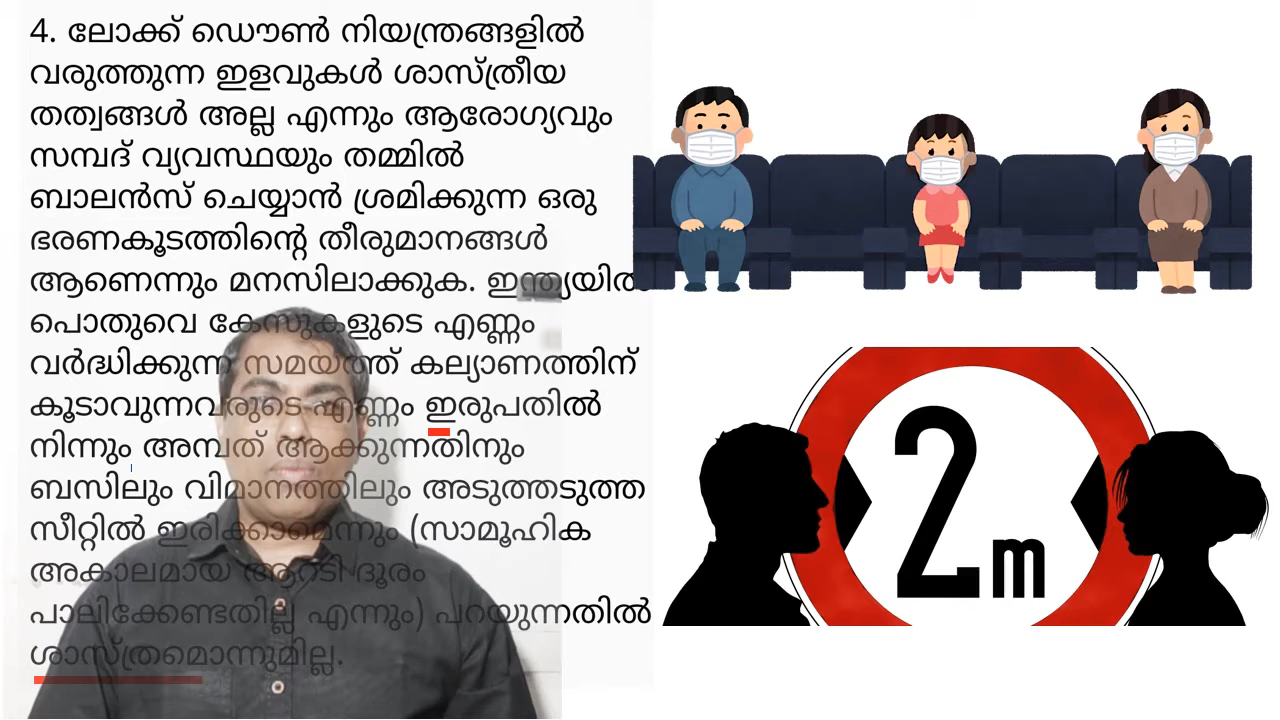 4. ലോക്ക് ഡൌൺ നിയന്ത്രങ്ങളിൽ
വരുത്തുന്ന ഇളവുകൾ ശാസ്ത്രീയ
തത്വങ്ങൾ അല്ല എന്നും ആരോഗ്യവും
സമ്പദ് വ്യവസ്ഥയും തമ്മിൽ
ബാലൻസ് ചെയ്യാൻ ശ്രമിക്കുന്ന ഒരു
ഭരണകൂടത്തിന്റെ തീരുമാനങ്ങൾ
ആണെന്നും മനസിലാക്കുക. ഇന്ത്യയിൽ
പൊതുവെ കേസുകളുടെ എണ്ണം
വർദ്ധിക്കുന്ന സമയത്ത് കല്യാണത്തിന്
കൂടാവുന്നവരുടെ എണ്ണം ഇരുപതിൽ
നിന്നും അമ്പത് ആക്കുന്നതിനും
ബസിലും വിമാനത്തിലും അടുത്തടുത്ത
സീറ്റിൽ ഇരിക്കാമെന്നും (സാമൂഹിക
അകാലമായ ആറടി ദൂരം
പാലിക്കേണ്ടതില്ല എന്നും) പറയുന്നതിൽ
ശാസ്ത്രമൊന്നുമില്ല.
2m